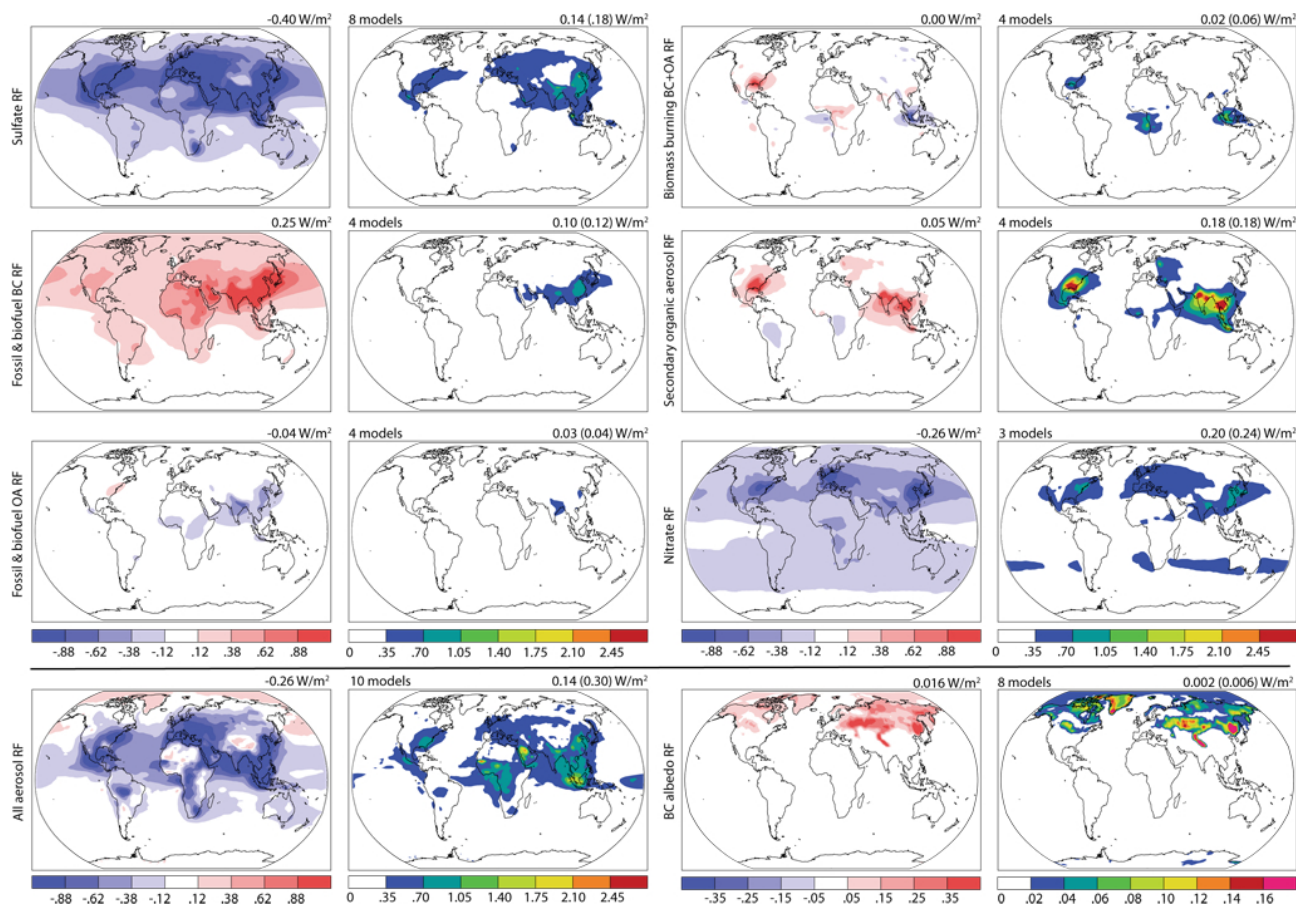 -0.40 W/m²
8 models 0.14 (.18) W/m²
0.00 W/m²
4 models 0.02 (0.06) W/m²
Sulfate RF
Biomass burning BC+OA RF
0.25 W/m²
4 models 0.10 (0.12) W/m²
0.05 W/m²
4 models 0.18 (0.18) W/m²
Fossil & biofuel BC RF
Secondary organic aerosol RF
-0.04 W/m²
4 models 0.03 (0.04) W/m²
-0.26 W/m²
3 models 0.20 (0.24) W/m²
Fossil & biofuel OA RF
Nitrate RF
-.88 -.62 -.38 -.12 .12 .38 .62 .88
0 .35 .70 1.05 1.40 1.75 2.10 2.45
-.88 -.62 -.38 -.12 .12 .38 .62 .88
0 .35 .70 1.05 1.40 1.75 2.10 2.45
-0.26 W/m²
10 models 0.14 (0.30) W/m²
0.016 W/m²
8 models 0.002 (0.006) W/m²
All aerosol RF
BC albedo RF
-.88 -.62 -.38 -.12 .12 .38 .62 .88
0 .35 .70 1.05 1.40 1.75 2.10 2.45
-.35 -.25 -.15 -.05 .05 .15 .25 .35
0 .02 .04 .06 .08 .10 .12 .14 .16